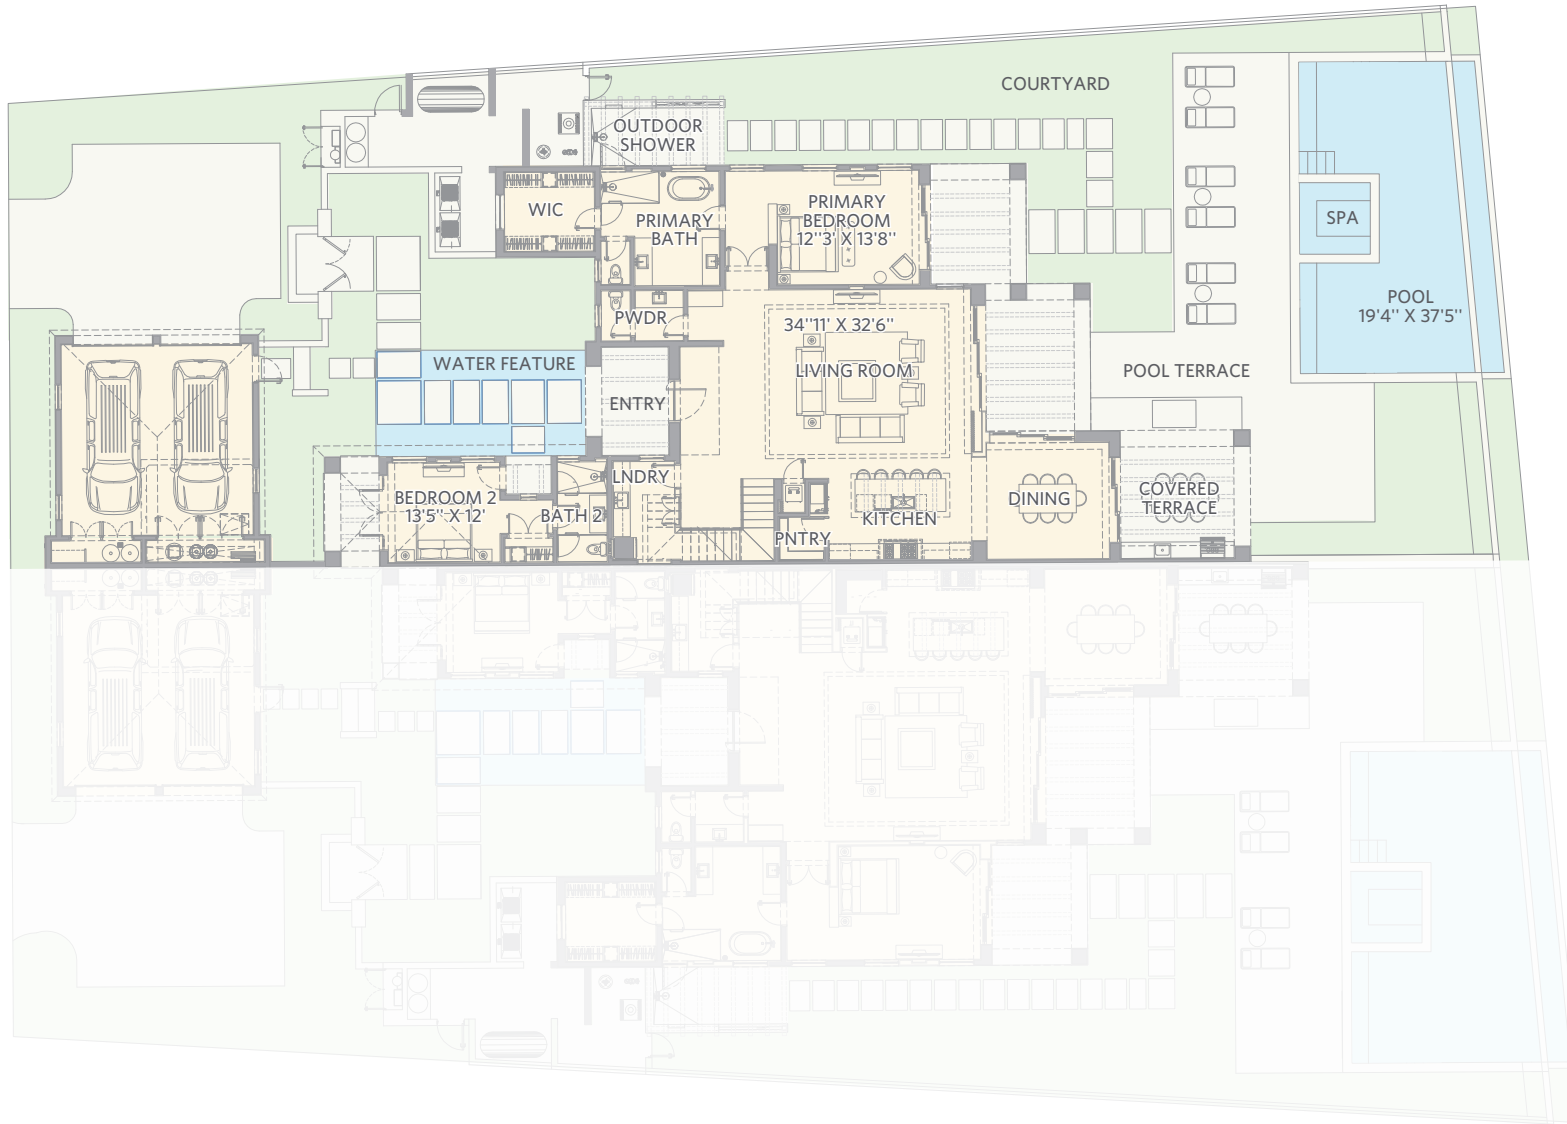 COURTYARD
OUTDOOR
SHOWER
WIC
PRIMARY
BATH
PRIMARY
BEDROOM
12''3' X 13'8''
SPA
POOL
19'4'' X 37'5''
PWDR
34''11' X 32'6''
WATER FEATURE
LIVING ROOM
POOL TERRACE
ENTRY
LNDRY
BEDROOM 2
13'5'' X 12'
BATH 2
KITCHEN
DINING
COVERED
TERRACE
PNTRY